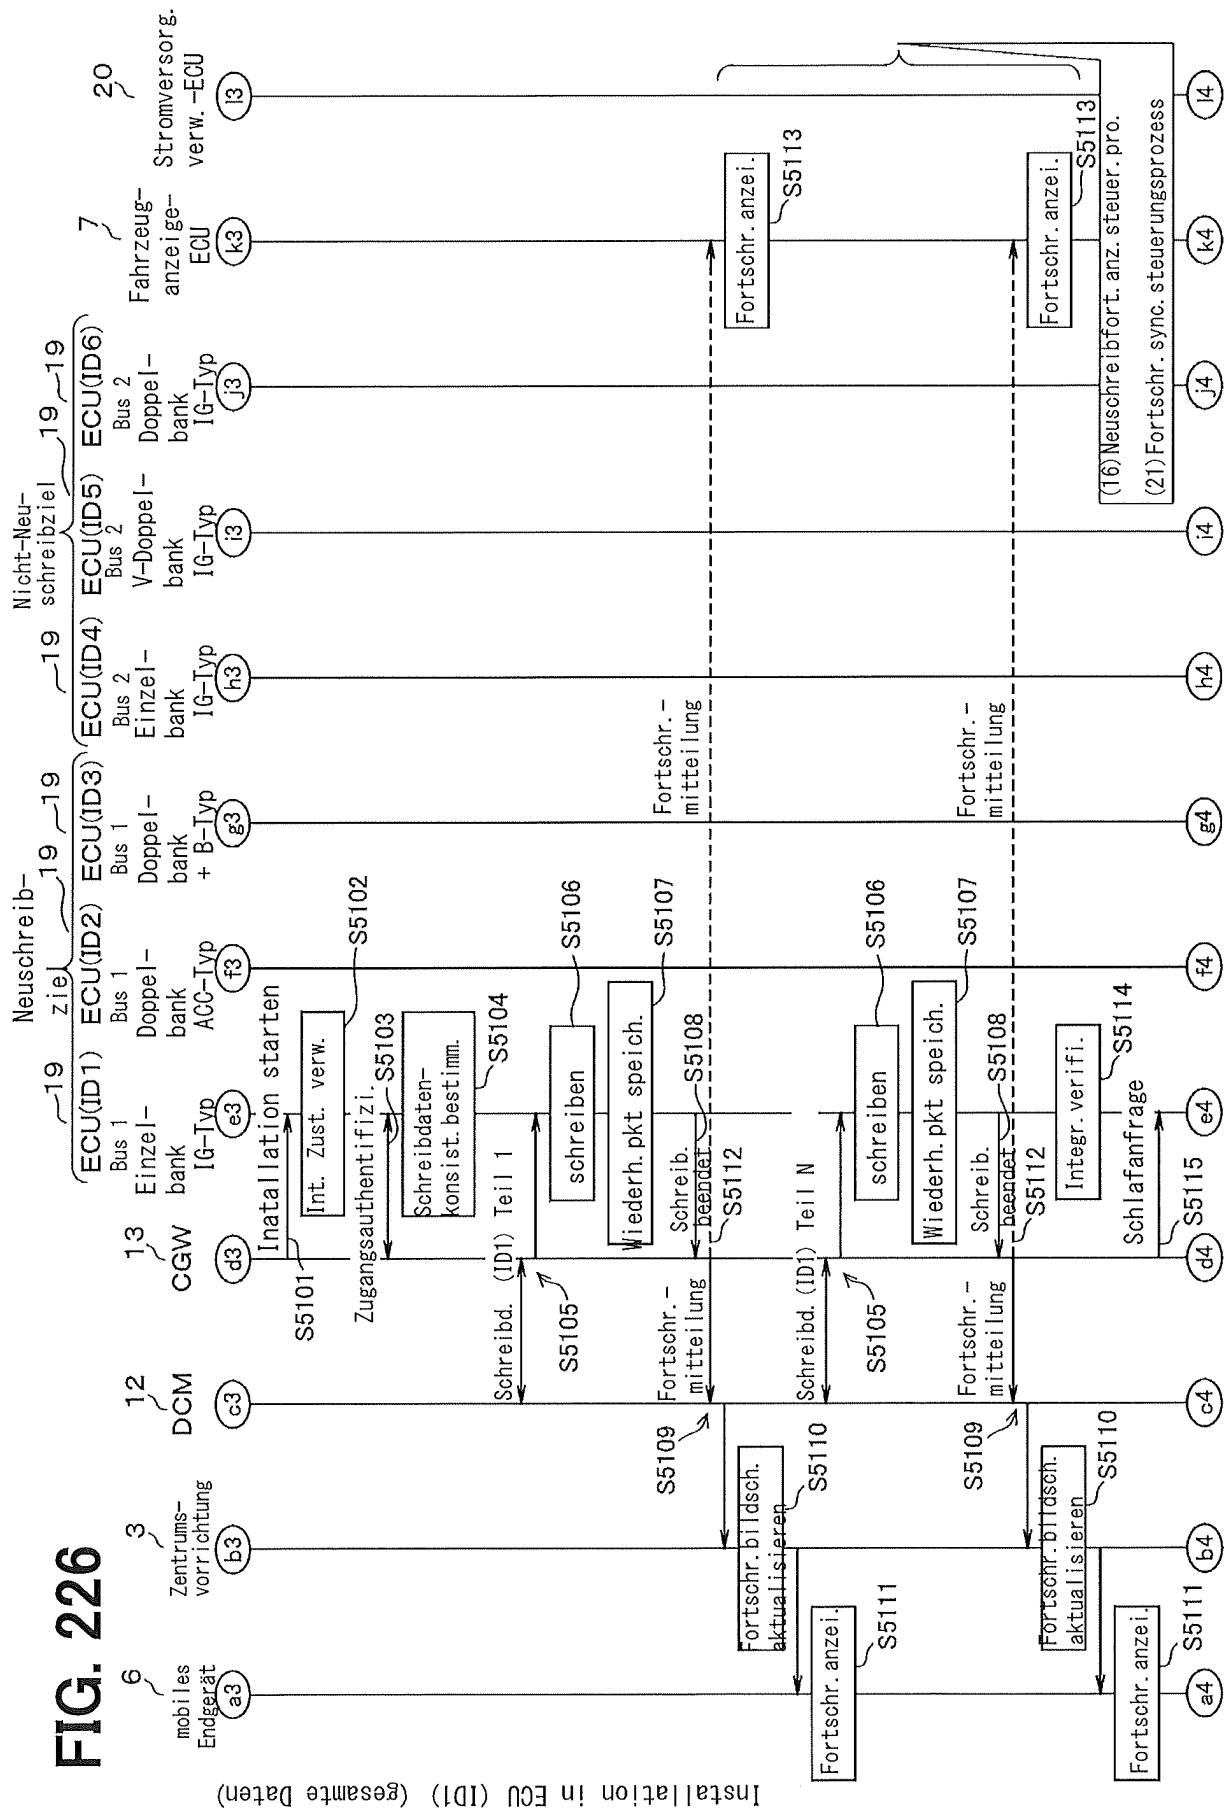 FIG. 226
Installation in ECU (ID1) (gesamte Daten)
6
mobiles
Endgerät
a3
3
Zentrums-
vorrichtung
b3
12
DCM
c3
13
CGW
d3
Neuschreib-
ziel
19
ECU(ID1)
Bus 1
Einzel-
bank
IG-Typ
e3
19
ECU(ID2)
Bus 1
Doppel-
bank
ACC-Typ
f3
19
ECU(ID3)
Bus 1
Doppel-
bank
+ B-Typ
g3
Nicht-Neu-
schreibziel
19
ECU(ID4)
Bus 2
Einzel-
bank
IG-Typ
h3
19
ECU(ID5)
Bus 2
V-Doppel-
bank
IG-Typ
i3
19
ECU(ID6)
Bus 2
Doppel-
bank
IG-Typ
j3
7
Fahrzeug-
anzeige-
ECU
k3
20
Stromversorg.
verw.-ECU
l3
Inatallation starten
S5101
Int. Zust. verw.
S5102
Zugangsauthentifizi.
S5103
Schreibdaten-
konsist.bestimm.
S5104
Schreibd. (ID1) Teil 1
S5105
schreiben
S5106
Wiederh.pkt speich.
S5107
Schreib.
beendet
S5108
Fortschr.-
mitteilung
S5109
S5112
Fortschr.-
mitteilung
Fortschr.bildsch.
aktualisieren
S5110
Fortschr.anzei.
S5111
Fortschr.anzei.
S5113
Schreibd. (ID1) Teil N
S5105
schreiben
S5106
Wiederh.pkt speich.
S5107
Schreib.
beendet
S5108
Fortschr.-
mitteilung
S5109
S5112
Fortschr.-
mitteilung
Fortschr.bildsch.
aktualisieren
S5110
Fortschr.anzei.
S5111
Fortschr.anzei.
S5113
Integr.verifi.
S5114
Schlafanfrage
S5115
(16)Neuschreibfort.anz.steuer.pro.
(21)Fortschr.sync.steuerungsprozess
a4
b4
c4
d4
e4
f4
g4
h4
i4
j4
k4
l4